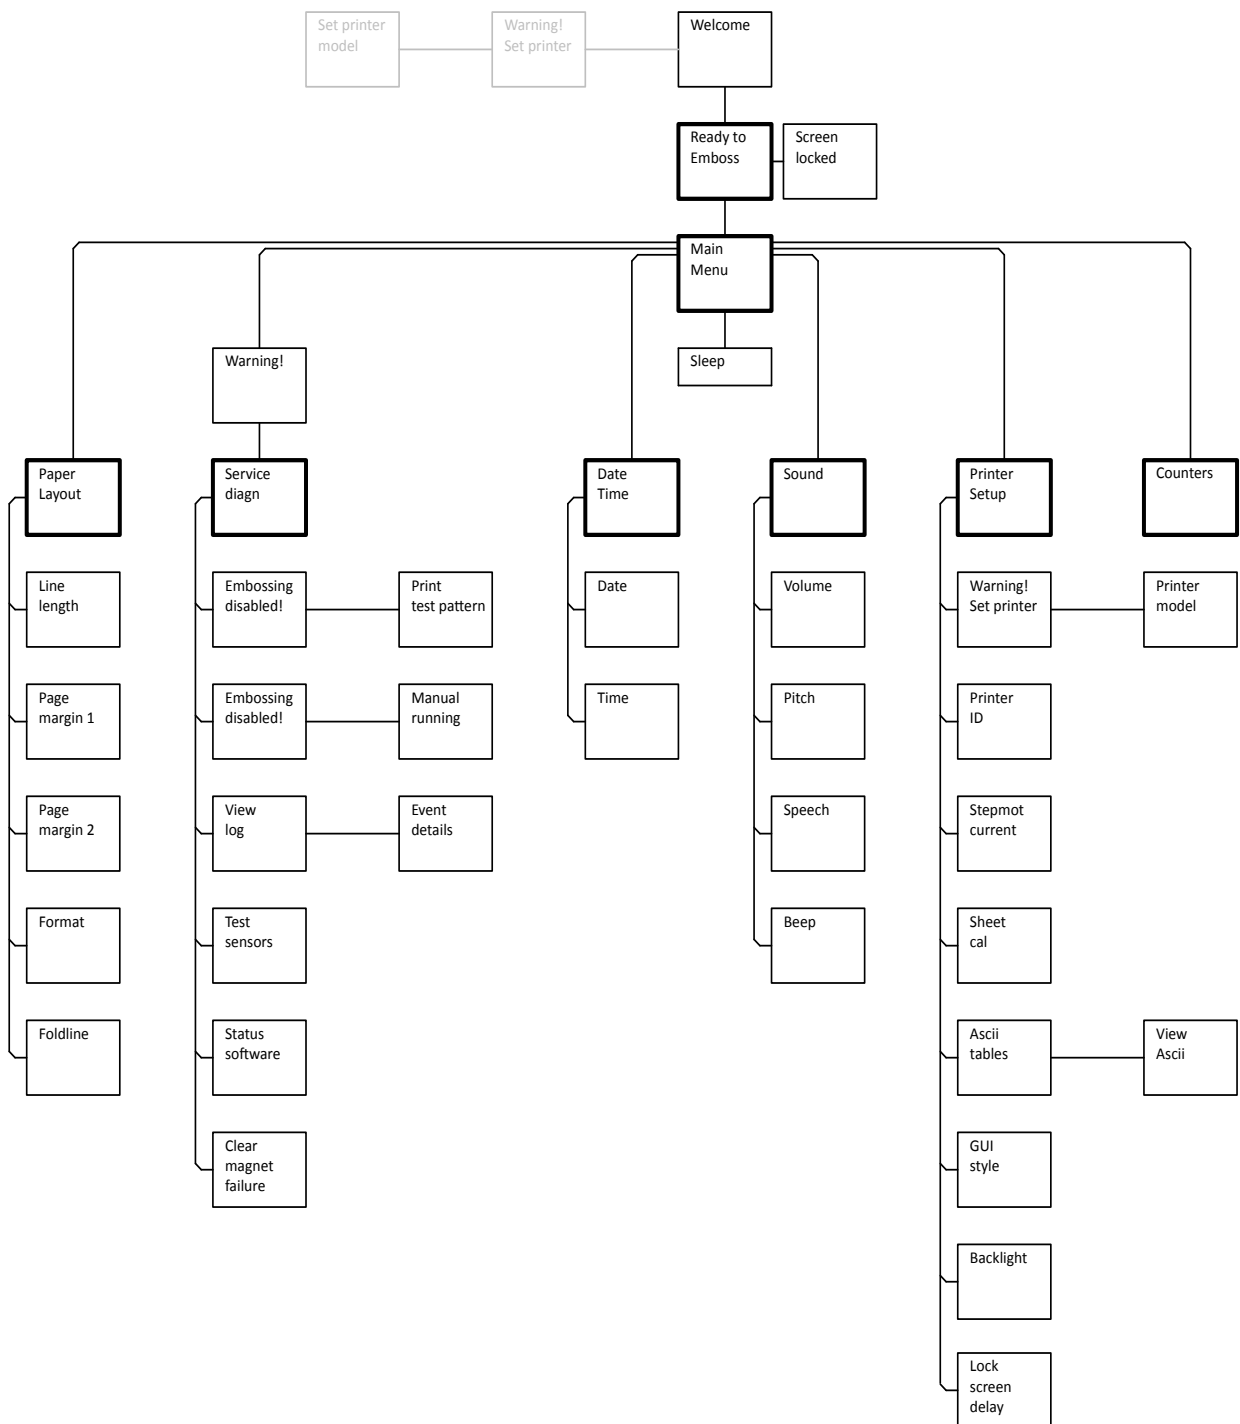 Set printer
model
Warning!
Set printer
Welcome
Ready to
Emboss
Screen
locked
Main
Menu
Warning!
Sleep
Paper
Layout
Service
diagn
Date
Time
Sound
Printer
Setup
Counters
Line
length
Embossing
disabled!
Print
test pattern
Date
Volume
Warning!
Set printer
Printer
model
Page
margin 1
Embossing
disabled!
Manual
running
Time
Pitch
Printer
ID
Page
margin 2
View
log
Event
details
Speech
Stepmot
current
Format
Test
sensors
Beep
Sheet
cal
Foldline
Status
software
Ascii
tables
View
Ascii
Clear
magnet
failure
GUI
style
Backlight
Lock
screen
delay